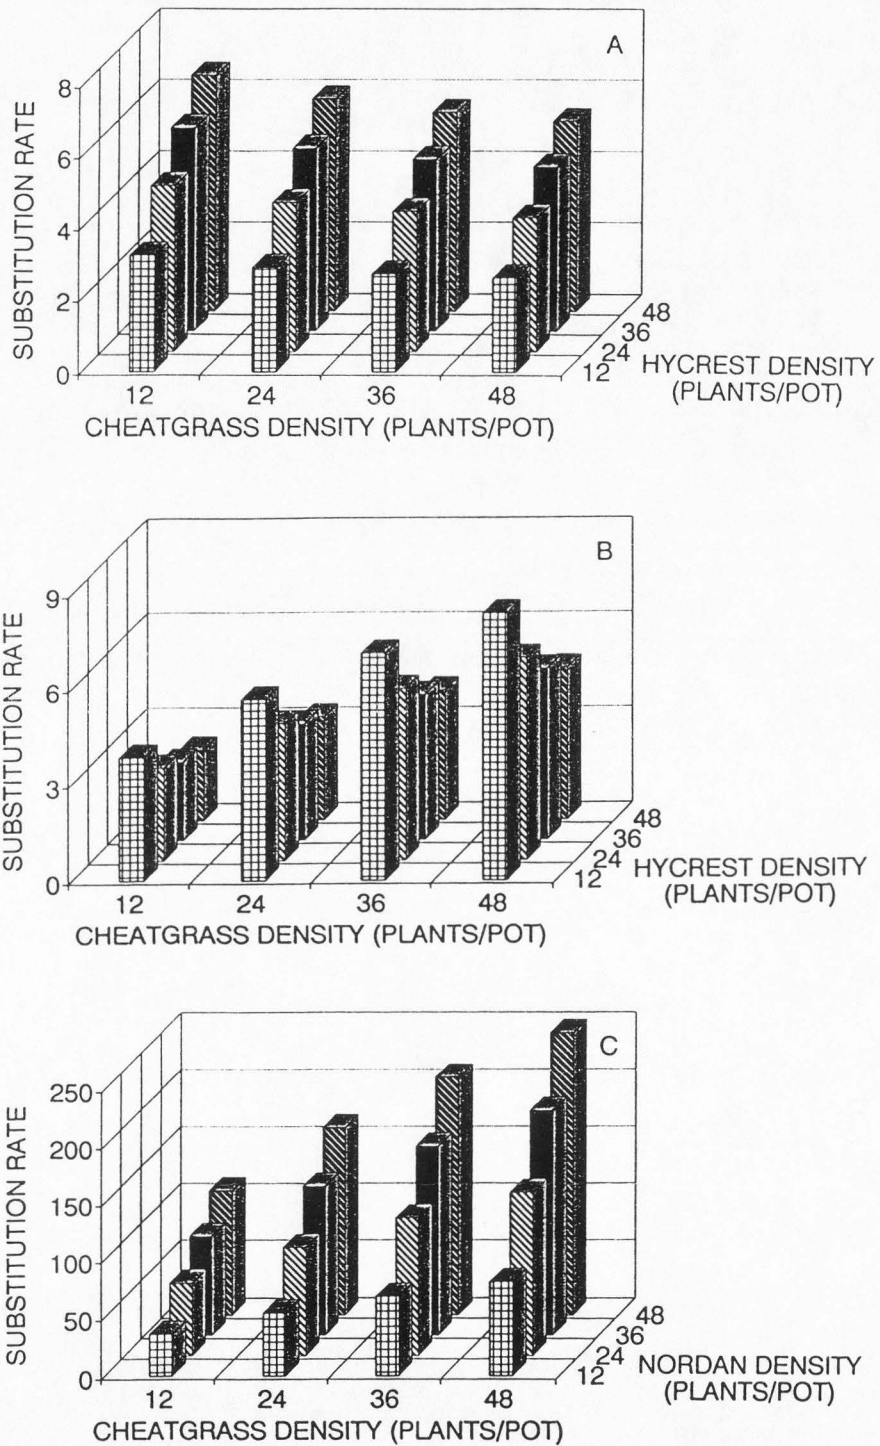 A
SUBSTITUTION RATE
8
6
4
2
0
12 24 36 48
12 24 36 48
CHEATGRASS DENSITY (PLANTS/POT)
HYCREST DENSITY
(PLANTS/POT)
B
SUBSTITUTION RATE
9
6
3
0
12 24 36 48
12 24 36 48
CHEATGRASS DENSITY (PLANTS/POT)
HYCREST DENSITY
(PLANTS/POT)
C
SUBSTITUTION RATE
250
200
150
100
50
0
12 24 36 48
12 24 36 48
CHEATGRASS DENSITY (PLANTS/POT)
NORDAN DENSITY
(PLANTS/POT)